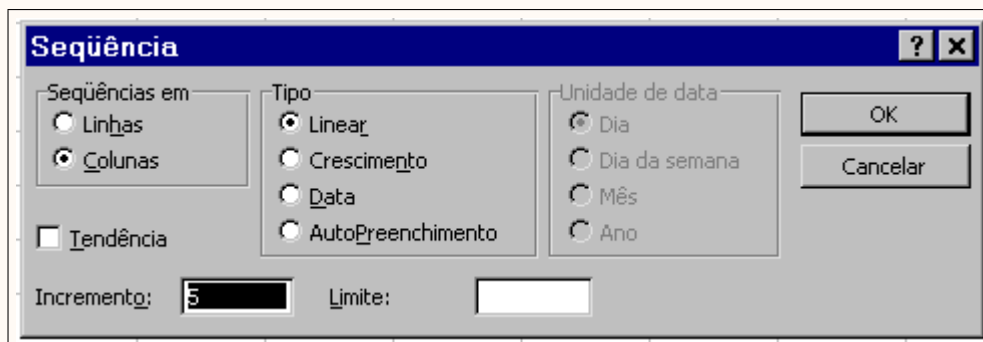 Seqüência
Seqüências em
Linhas
Colunas
Tendência
Tipo
Linear
Crescimento
Data
AutoPreenchimento
Unidade de data
Dia
Dia da semana
Mês
Ano
OK
Cancelar
Incremento: 5 Limite: